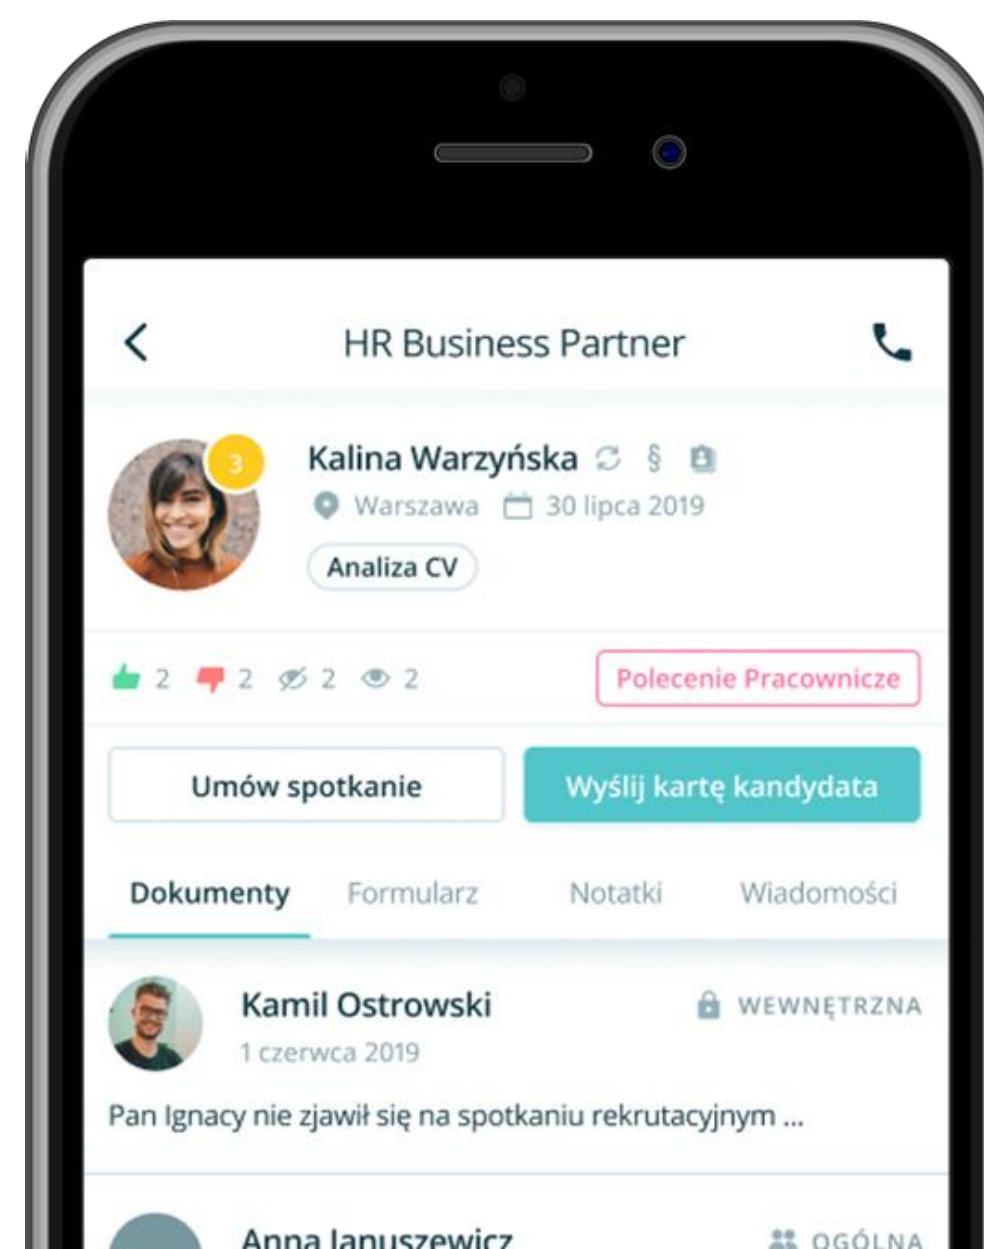 HR Business Partner
3
Kalina Warzyńska §
Warszawa 30 lipca 2019
Analiza CV
2 2 2 2 Polecenie Pracownicze
Umów spotkanie Wyślij kartę kandydata
Dokumenty Formularz Notatki Wiadomości
Kamil Ostrowski WEWNĘTRZNA
1 czerwca 2019
Pan Ignacy nie zjawił się na spotkaniu rekrutacyjnym ...
Anna Januszewicz OGÓLNA